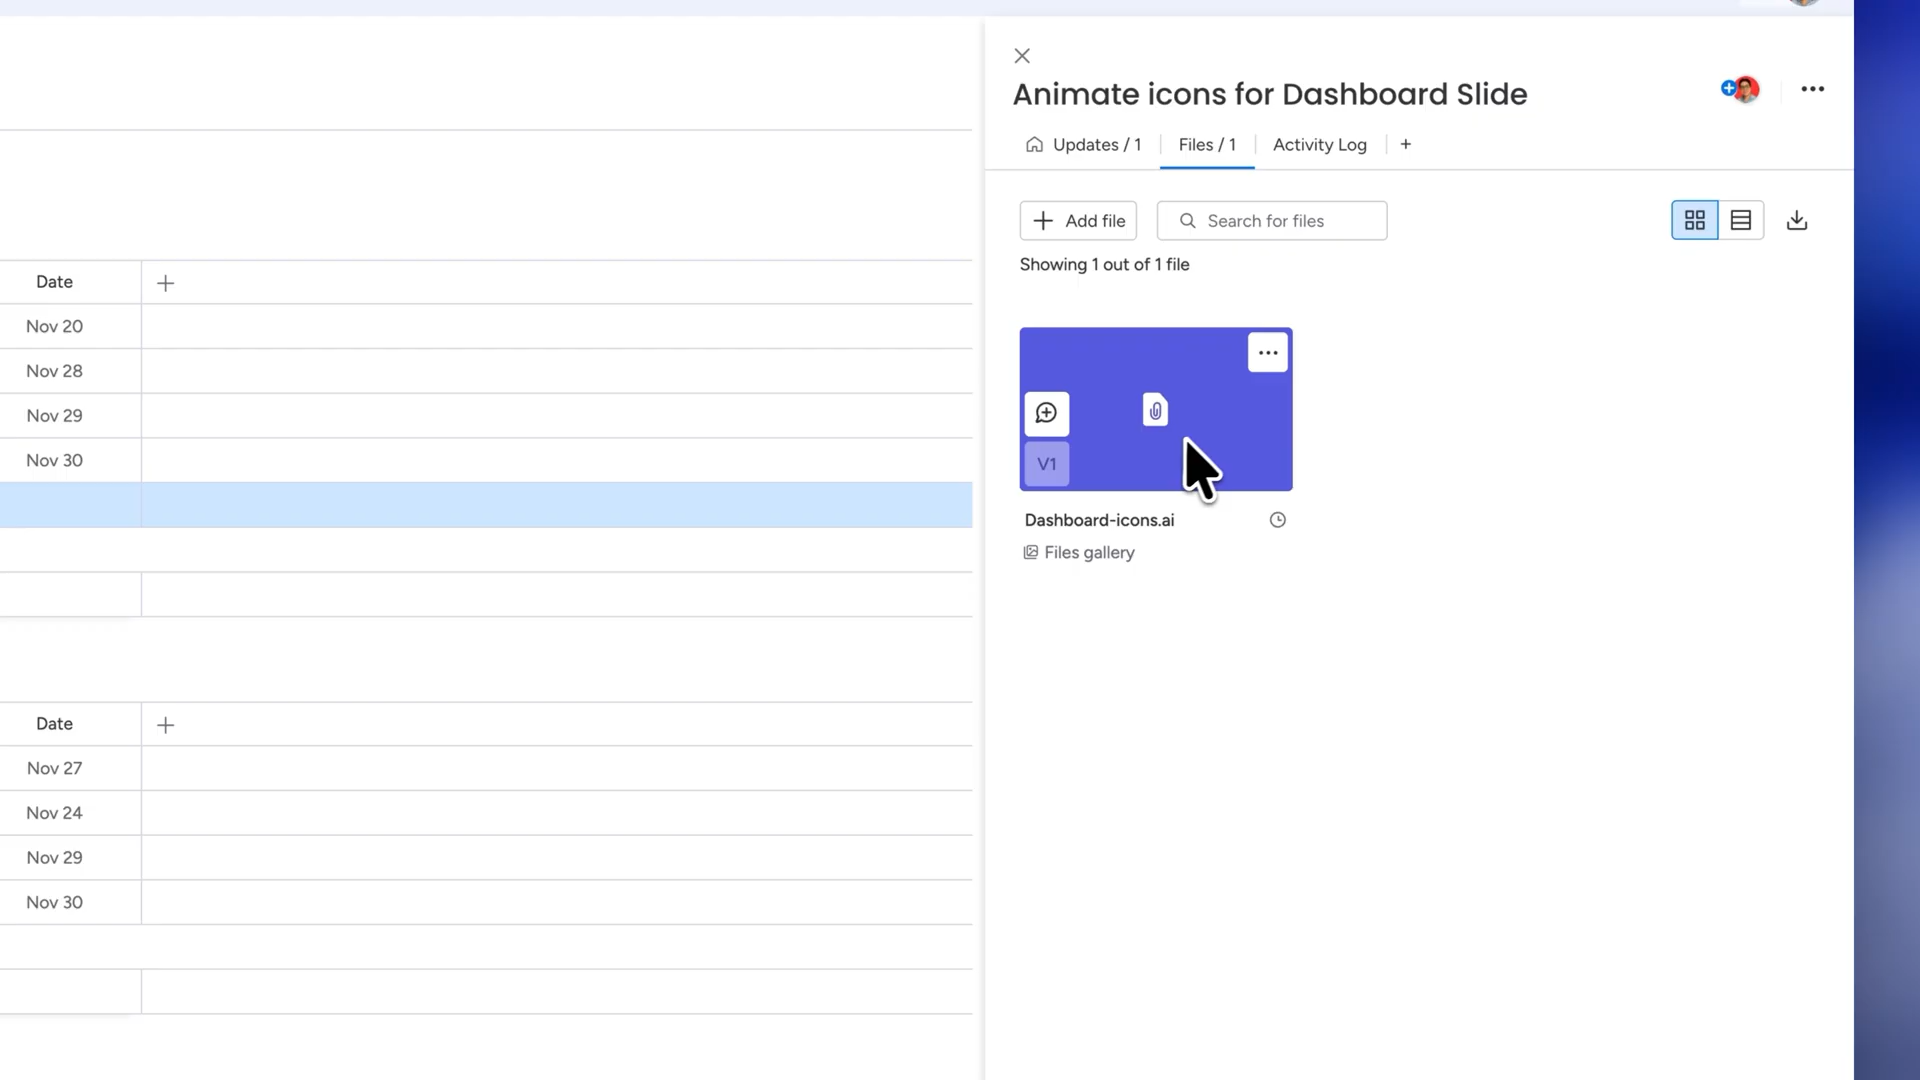 Animate icons for Dashboard Slide
Updates / 1
Files / 1
Activity Log
Add file
Search for files
Showing 1 out of 1 file
V1
Dashboard-icons.ai
Files gallery
Date
Nov 20
Nov 28
Nov 29
Nov 30
Date
Nov 27
Nov 24
Nov 29
Nov 30